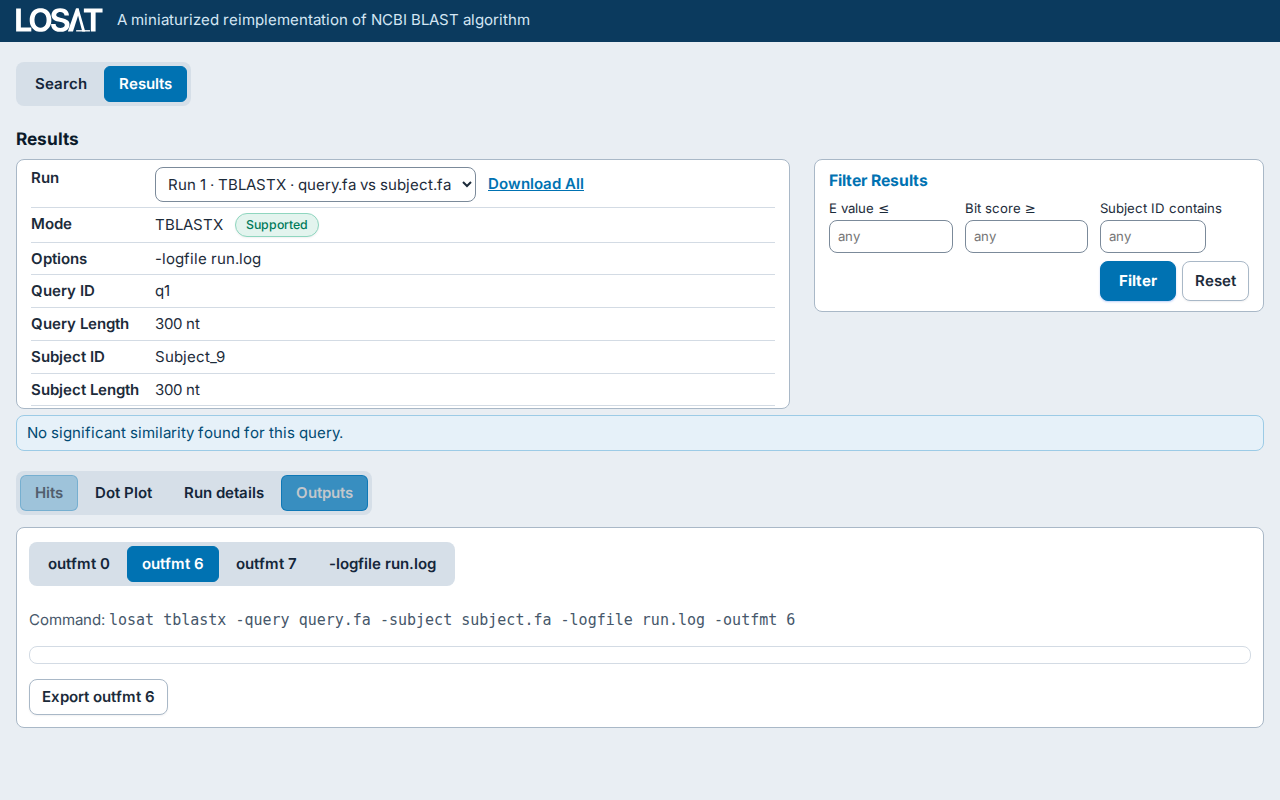 LOSAT A miniaturized reimplementation of NCBI BLAST algorithm
Search Results
Results
Run Run 1 · TBLASTX · query.fa vs subject.fa Download All
Mode TBLASTX Supported
Options -logfile run.log
Query ID q1
Query Length 300 nt
Subject ID Subject_9
Subject Length 300 nt
Filter Results
E value ≤ Bit score ≥ Subject ID contains
any any any
Filter Reset
No significant similarity found for this query.
Hits Dot Plot Run details Outputs
outfmt 0 outfmt 6 outfmt 7 -logfile run.log
Command: losat tblastx -query query.fa -subject subject.fa -logfile run.log -outfmt 6
Export outfmt 6